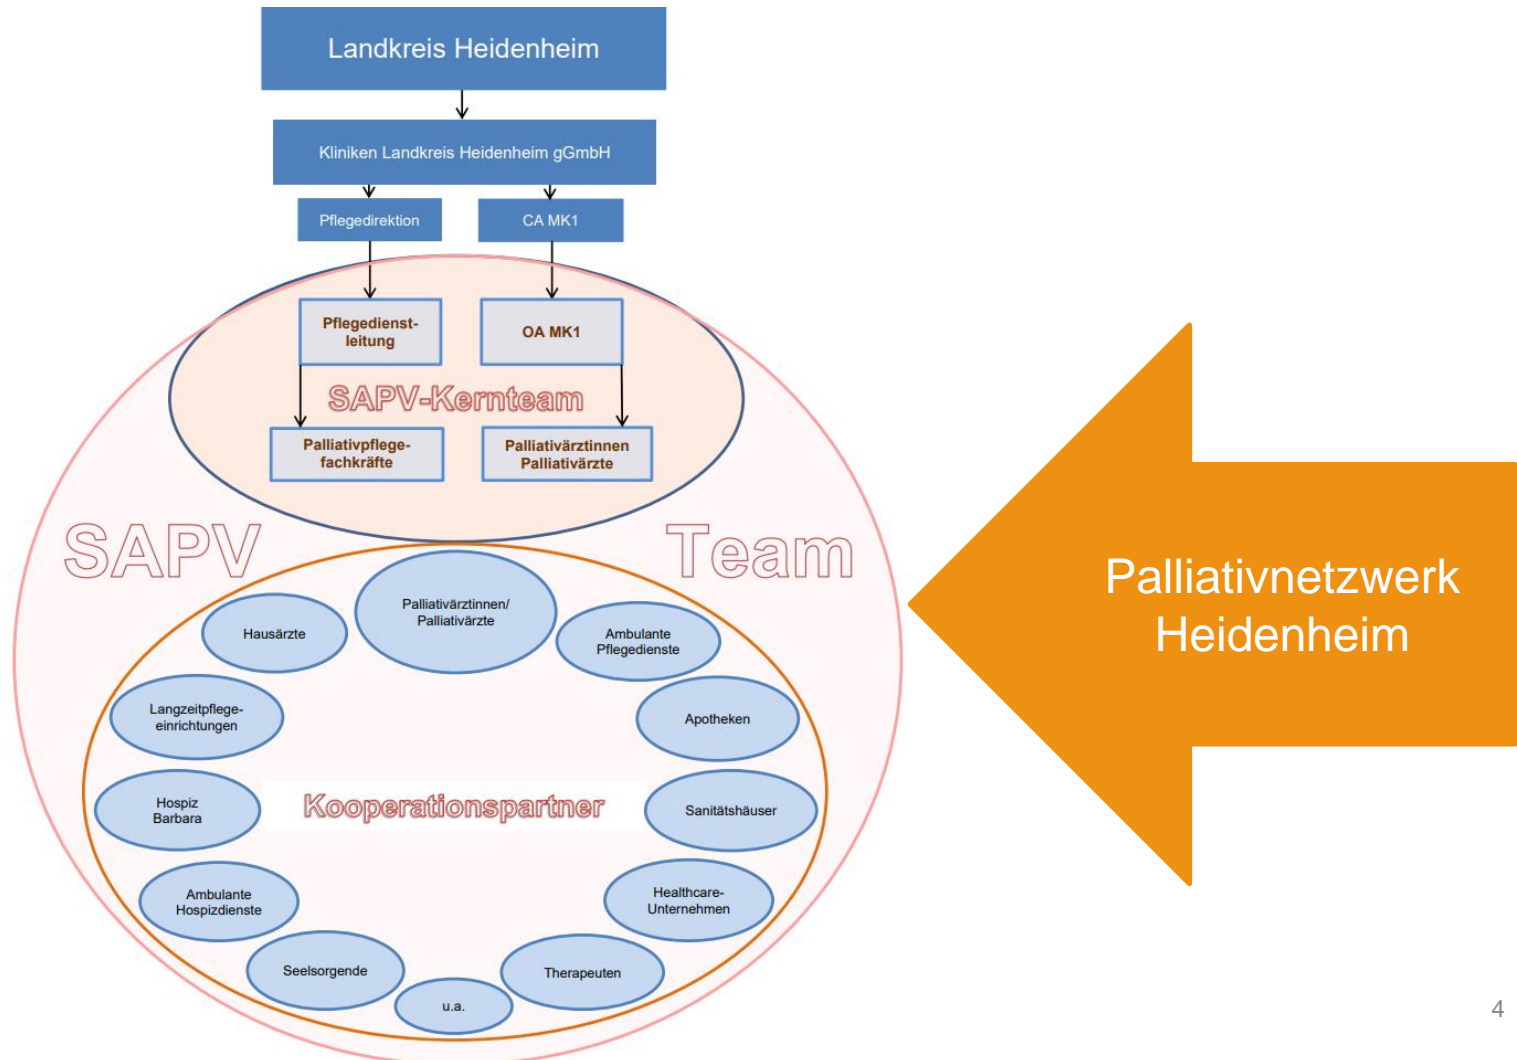 Landkreis Heidenheim
Kliniken Landkreis Heidenheim gGmbH
Pflegedirektion
CA MK1
Pflegedienst-
leitung
OA MK1
SAPV-Kernteam
Palliativpflege-
fachkräfte
Palliativärztinnen
Palliativärzte
SAPV
Team
Palliativnetzwerk
Heidenheim
Palliativärztinnen/
Palliativärzte
Hausärzte
Ambulante
Pflegedienste
Langzeitpflege-
einrichtungen
Apotheken
Hospiz
Barbara
Kooperationspartner
Sanitätshäuser
Ambulante
Hospizdienste
Healthcare-
Unternehmen
Seelsorgende
Therapeuten
u.a.
4